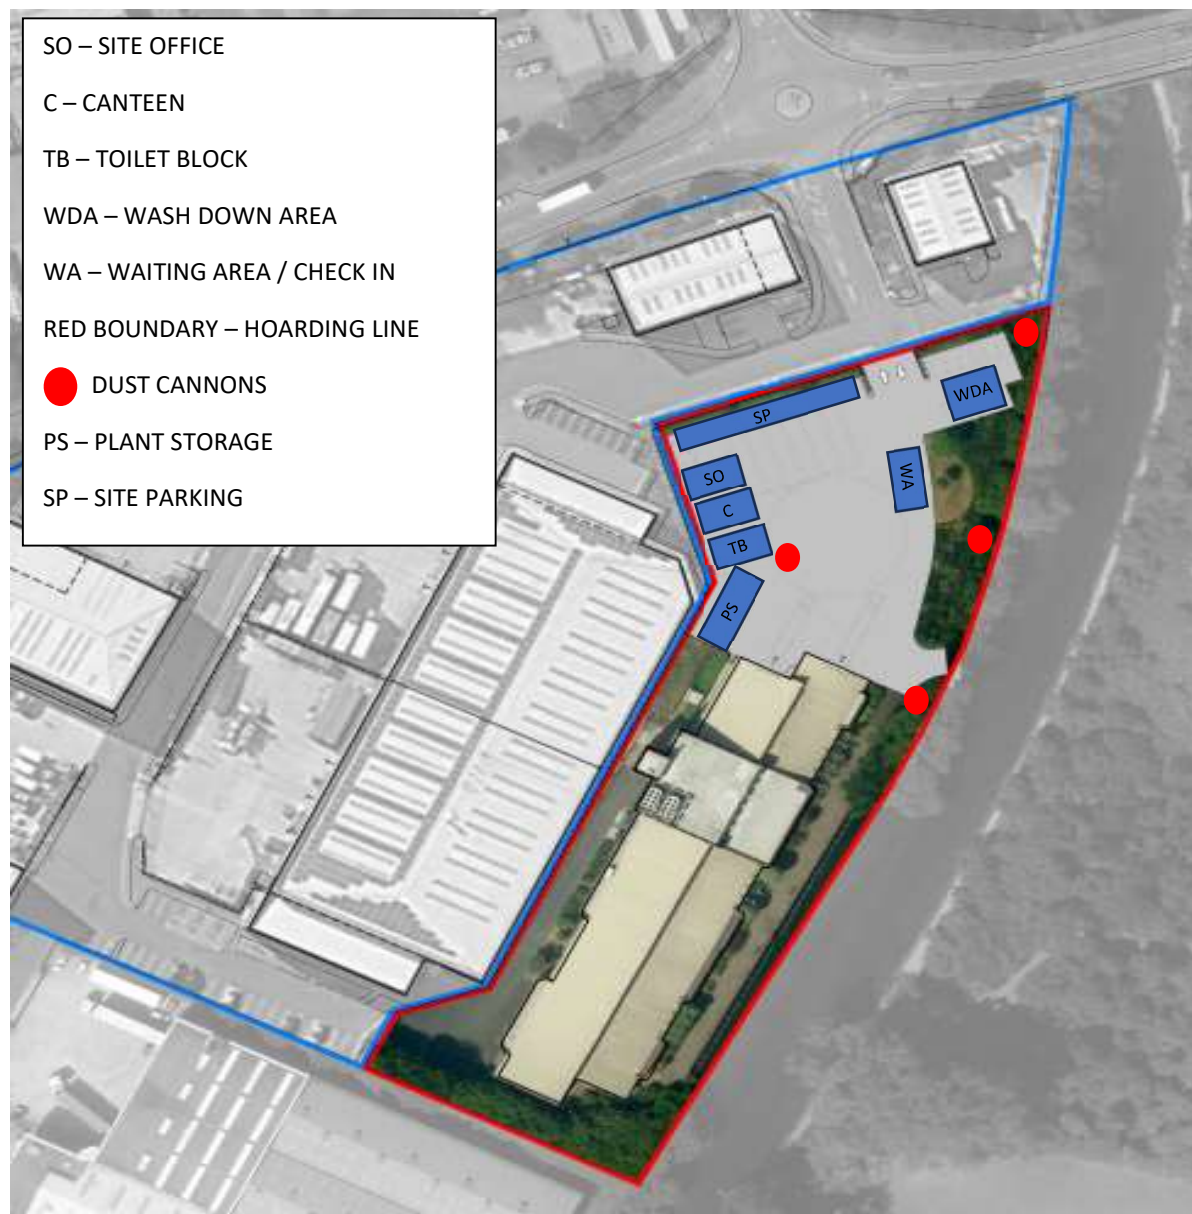 SO – SITE OFFICE
C – CANTEEN
TB – TOILET BLOCK
WDA – WASH DOWN AREA
WA – WAITING AREA / CHECK IN
RED BOUNDARY – HOARDING LINE
DUST CANNONS
PS – PLANT STORAGE
SP – SITE PARKING
WDA
SP
WA
SO
C
TB
PS